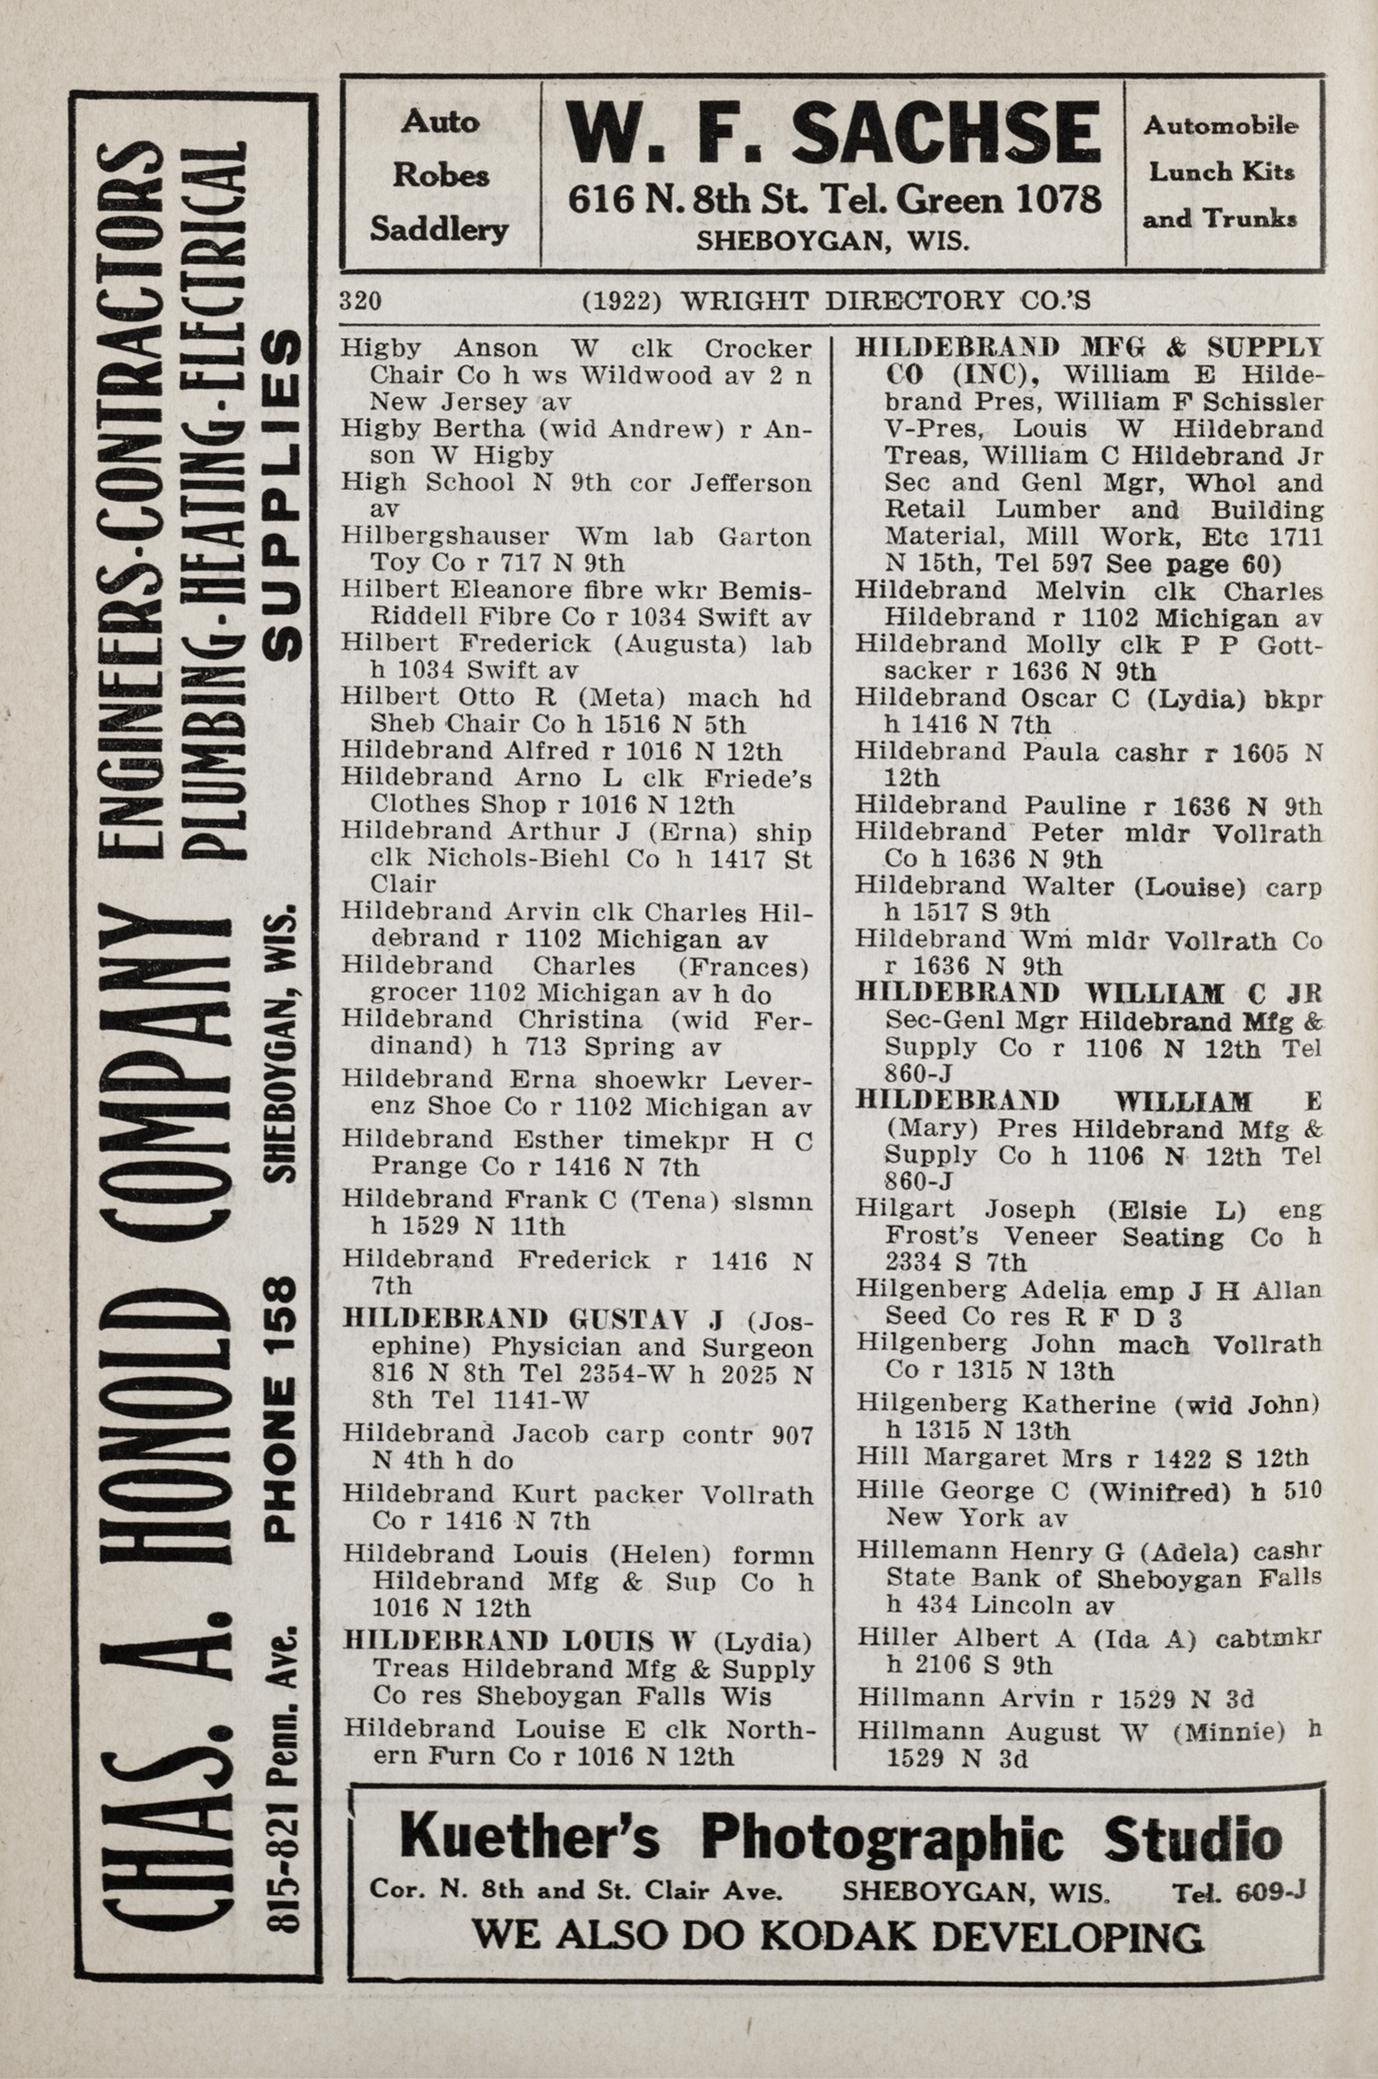 Auto
Robes
Saddlery
W. F. SACHSE
616 N. 8th St. Tel. Green 1078
SHEBOYGAN, WIS.
Automobile
Lunch Kits
and Trunks
CHAS. A. HONOLD COMPANY ENGINEERS·CONTRACTORS
PLUMBING·HEATING·ELECTRICAL
815-821 Penn. Ave. PHONE 158 SHEBOYGAN, WIS. SUPPLIES
320 (1922) WRIGHT DIRECTORY CO.'S
Higby Anson W clk Crocker
Chair Co h ws Wildwood av 2 n
New Jersey av
Higby Bertha (wid Andrew) r An-
son W Higby
High School N 9th cor Jefferson
av
Hilbergshauser Wm lab Garton
Toy Co r 717 N 9th
Hilbert Eleanore fibre wkr Bemis-
Riddell Fibre Co r 1034 Swift av
Hilbert Frederick (Augusta) lab
h 1034 Swift av
Hilbert Otto R (Meta) mach hd
Sheb Chair Co h 1516 N 5th
Hildebrand Alfred r 1016 N 12th
Hildebrand Arno L clk Friede's
Clothes Shop r 1016 N 12th
Hildebrand Arthur J (Erna) ship
clk Nichols-Biehl Co h 1417 St
Clair
Hildebrand Arvin clk Charles Hil-
debrand r 1102 Michigan av
Hildebrand Charles (Frances)
grocer 1102 Michigan av h do
Hildebrand Christina (wid Fer-
dinand) h 713 Spring av
Hildebrand Erna shoewkr Lever-
enz Shoe Co r 1102 Michigan av
Hildebrand Esther timekpr H C
Prange Co r 1416 N 7th
Hildebrand Frank C (Tena) slsmn
h 1529 N 11th
Hildebrand Frederick r 1416 N
7th
HILDEBRAND GUSTAV J (Jos-
ephine) Physician and Surgeon
816 N 8th Tel 2354-W h 2025 N
8th Tel 1141-W
Hildebrand Jacob carp contr 907
N 4th h do
Hildebrand Kurt packer Vollrath
Co r 1416 N 7th
Hildebrand Louis (Helen) formn
Hildebrand Mfg & Sup Co h
1016 N 12th
HILDEBRAND LOUIS W (Lydia)
Treas Hildebrand Mfg & Supply
Co res Sheboygan Falls Wis
Hildebrand Louise E clk North-
ern Furn Co r 1016 N 12th
HILDEBRAND MFG & SUPPLY
CO (INC), William E Hilde-
brand Pres, William F Schissler
V-Pres, Louis W Hildebrand
Treas, William C Hildebrand Jr
Sec and Genl Mgr, Whol and
Retail Lumber and Building
Material, Mill Work, Etc 1711
N 15th, Tel 597 See page 60)
Hildebrand Melvin clk Charles
Hildebrand r 1102 Michigan av
Hildebrand Molly clk P P Gott-
sacker r 1636 N 9th
Hildebrand Oscar C (Lydia) bkpr
h 1416 N 7th
Hildebrand Paula cashr r 1605 N
12th
Hildebrand Pauline r 1636 N 9th
Hildebrand Peter mldr Vollrath
Co h 1636 N 9th
Hildebrand Walter (Louise) carp
h 1517 S 9th
Hildebrand Wm mldr Vollrath Co
r 1636 N 9th
HILDEBRAND WILLIAM C JR
Sec-Genl Mgr Hildebrand Mfg &
Supply Co r 1106 N 12th Tel
860-J
HILDEBRAND WILLIAM E
(Mary) Pres Hildebrand Mfg &
Supply Co h 1106 N 12th Tel
860-J
Hilgart Joseph (Elsie L) eng
Frost's Veneer Seating Co h
2334 S 7th
Hilgenberg Adelia emp J H Allan
Seed Co res R F D 3
Hilgenberg John mach Vollrath
Co r 1315 N 13th
Hilgenberg Katherine (wid John)
h 1315 N 13th
Hill Margaret Mrs r 1422 S 12th
Hille George C (Winifred) h 510
New York av
Hillemann Henry G (Adela) cashr
State Bank of Sheboygan Falls
h 434 Lincoln av
Hiller Albert A (Ida A) cabtmkr
h 2106 S 9th
Hillmann Arvin r 1529 N 3d
Hillmann August W (Minnie) h
1529 N 3d
Kuether's Photographic Studio
Cor. N. 8th and St. Clair Ave. SHEBOYGAN, WIS. Tel. 609-J
WE ALSO DO KODAK DEVELOPING